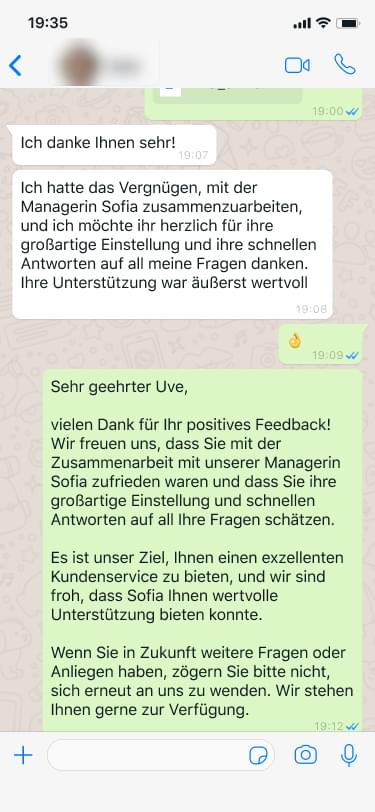 19:35
19:00
Ich danke Ihnen sehr!
19:07
Ich hatte das Vergnügen, mit der
Managerin Sofia zusammenzuarbeiten,
und ich möchte ihr herzlich für ihre
großartige Einstellung und ihre schnellen
Antworten auf all meine Fragen danken.
Ihre Unterstützung war äußerst wertvoll
19:08
👌
19:09
Sehr geehrter Uve,
vielen Dank für Ihr positives Feedback!
Wir freuen uns, dass Sie mit der
Zusammenarbeit mit unserer Managerin
Sofia zufrieden waren und dass Sie ihre
großartige Einstellung und schnellen
Antworten auf all Ihre Fragen schätzen.
Es ist unser Ziel, Ihnen einen exzellenten
Kundenservice zu bieten, und wir sind
froh, dass Sofia Ihnen wertvolle
Unterstützung bieten konnte.
Wenn Sie in Zukunft weitere Fragen oder
Anliegen haben, zögern Sie bitte nicht,
sich erneut an uns zu wenden. Wir stehen
Ihnen gerne zur Verfügung.
19:12